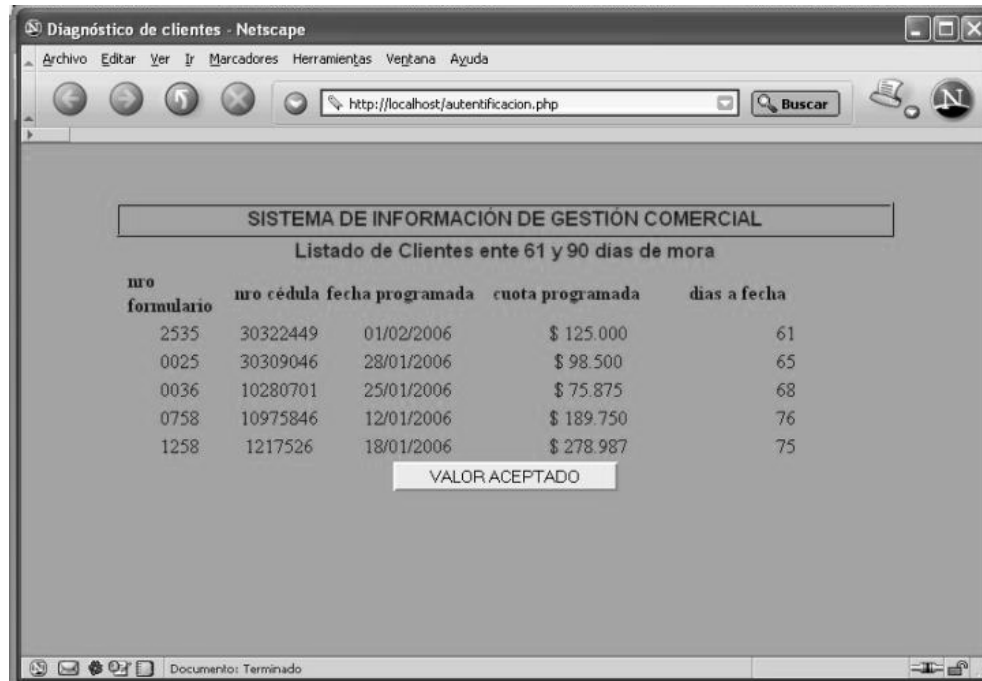 Diagnóstico de clientes - Netscape
Archivo Editar Ver Ir Marcadores Herramientas Ventana Ayuda
http://localhost/autentificacion.php Buscar N
SISTEMA DE INFORMACIÓN DE GESTIÓN COMERCIAL
Listado de Clientes ente 61 y 90 dias de mora
nro formulario nro cédula fecha programada cuota programada dias a fecha
2535 30322449 01/02/2006 $ 125.000 61
0025 30309046 28/01/2006 $ 98.500 65
0036 10280701 25/01/2006 $ 75.875 68
0758 10975846 12/01/2006 $ 189.750 76
1258 1217526 18/01/2006 $ 278.987 75
VALOR ACEPTADO
Documento: Terminado